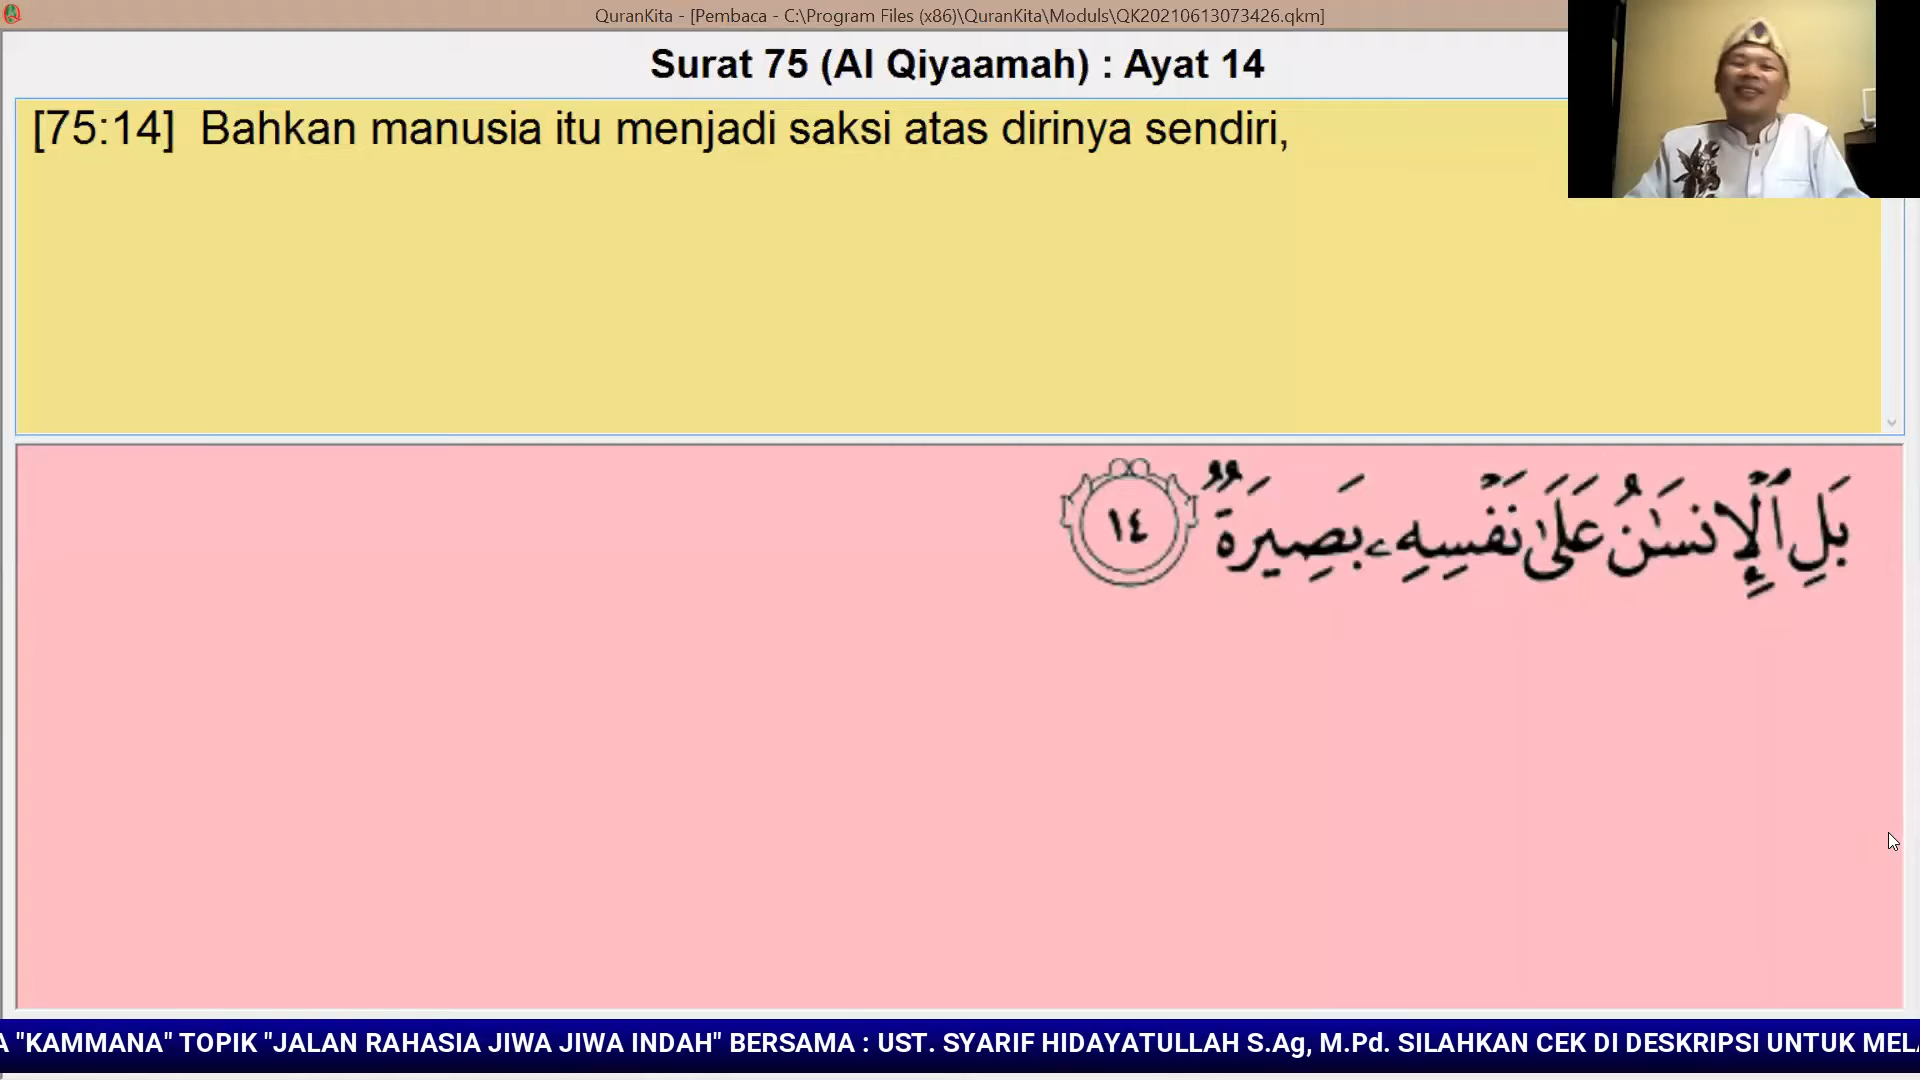 QuranKita - [Pembaca - C:\Program Files (x86)\QuranKita\Moduls\QK20210613073426.qkm]
Surat 75 (Al Qiyaamah) : Ayat 14
[75:14] Bahkan manusia itu menjadi saksi atas dirinya sendiri,
بَلِ ٱلْإِنسَـٰنُ عَلَىٰ نَفْسِهِۦ بَصِيرَةٌ ١٤
A "KAMMANA" TOPIK "JALAN RAHASIA JIWA JIWA INDAH" BERSAMA : UST. SYARIF HIDAYATULLAH S.Ag, M.Pd. SILAHKAN CEK DI DESKRIPSI UNTUK MEL